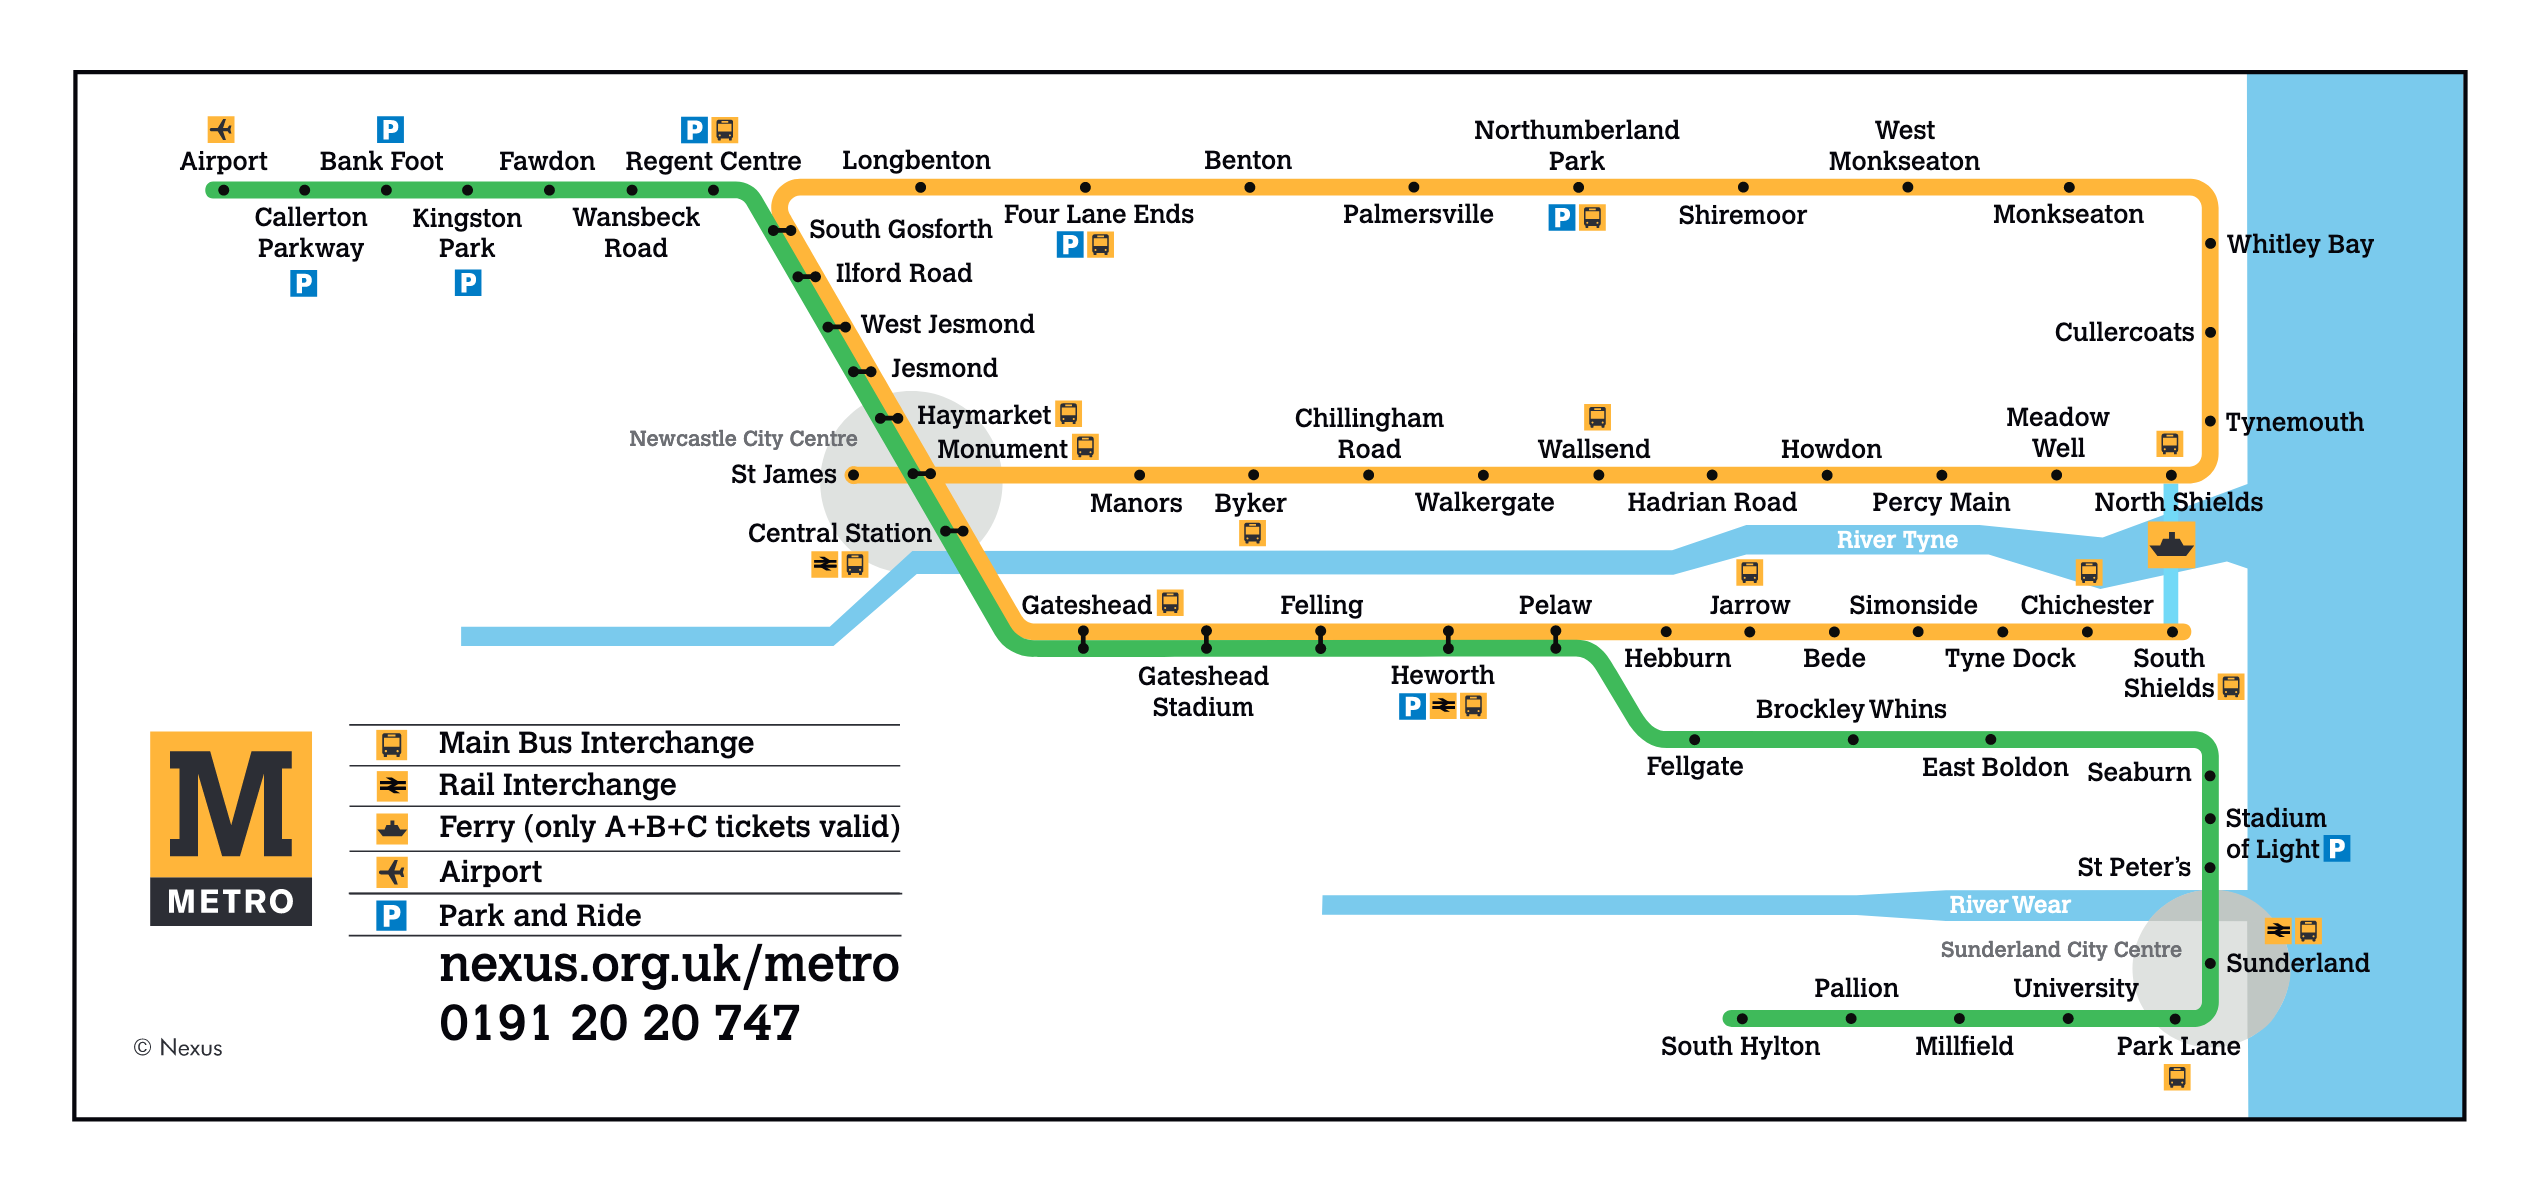 Airport
Bank Foot
Fawdon
Regent Centre
Callerton
Parkway
Kingston
Park
Wansbeck
Road
Longbenton
Four Lane Ends
Benton
Palmersville
Northumberland
Park
Shiremoor
West
Monkseaton
Monkseaton
Whitley Bay
Cullercoats
Tynemouth
South Gosforth
Ilford Road
West Jesmond
Jesmond
Haymarket
Monument
Newcastle City Centre
St James
Central Station
Manors
Byker
Chillingham
Road
Walkergate
Wallsend
Hadrian Road
Howdon
Percy Main
Meadow
Well
North Shields
River Tyne
Gateshead
Gateshead
Stadium
Felling
Heworth
Pelaw
Hebburn
Jarrow
Bede
Simonside
Tyne Dock
Chichester
South
Shields
Fellgate
Brockley Whins
East Boldon
Seaburn
Stadium
of Light
St Peter's
River Wear
Sunderland City Centre
Sunderland
Park Lane
University
Millfield
Pallion
South Hylton
P
P
P
P
P
P
P
P
M
METRO
Main Bus Interchange
Rail Interchange
Ferry (only A+B+C tickets valid)
Airport
P Park and Ride
nexus.org.uk/metro
0191 20 20 747
© Nexus